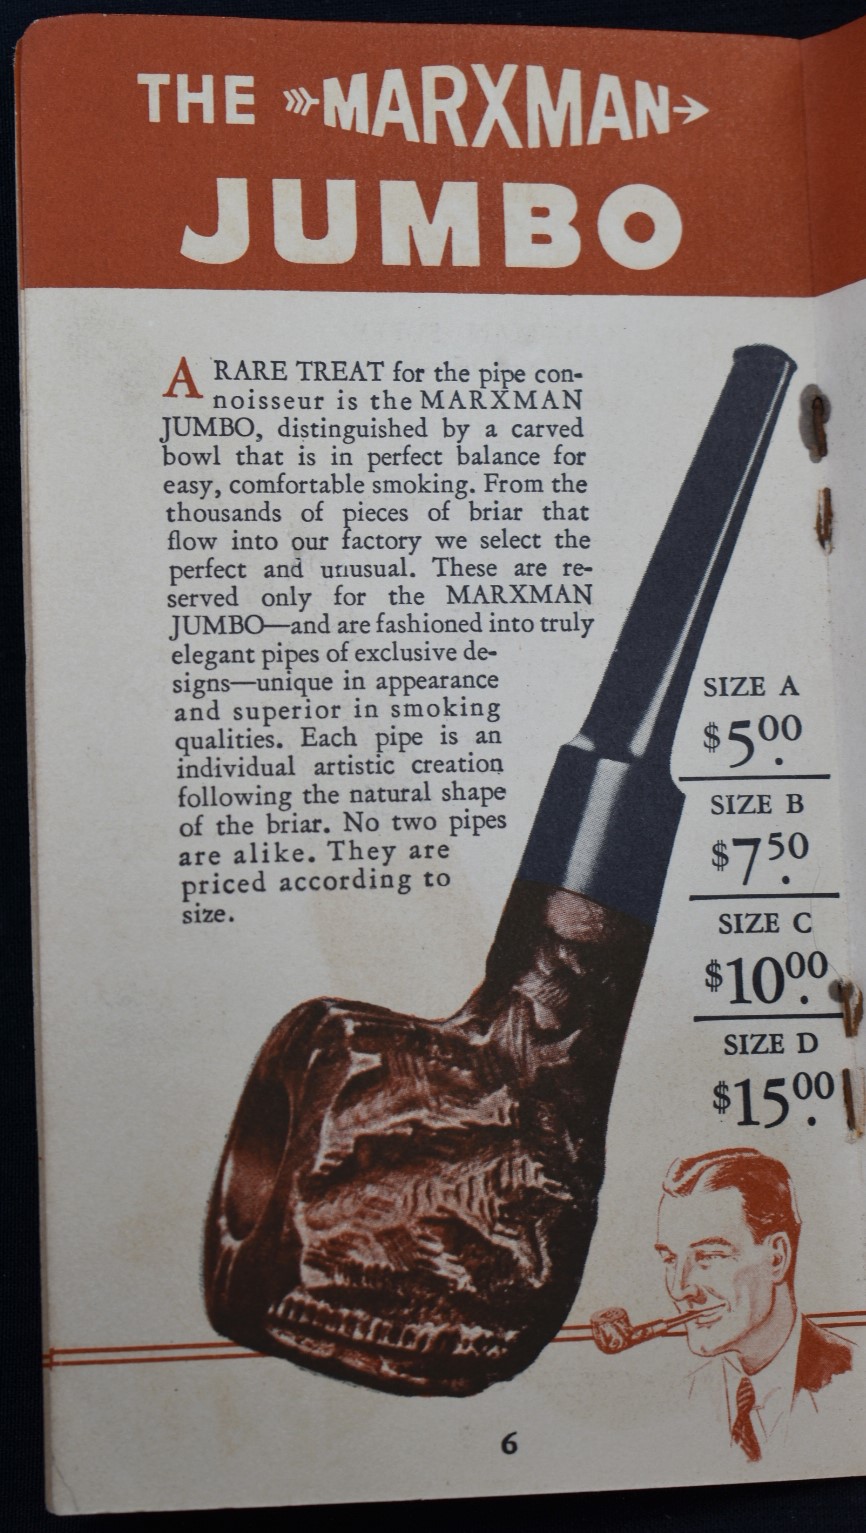 THE MARXMAN
JUMBO
A RARE TREAT for the pipe con-
noisseur is the MARXMAN
JUMBO, distinguished by a carved
bowl that is in perfect balance for
easy, comfortable smoking. From the
thousands of pieces of briar that
flow into our factory we select the
perfect and unusual. These are re-
served only for the MARXMAN
JUMBO—and are fashioned into truly
elegant pipes of exclusive de-
signs—unique in appearance
and superior in smoking
qualities. Each pipe is an
individual artistic creation
following the natural shape
of the briar. No two pipes
are alike. They are
priced according to
size.
SIZE A
$5.00
SIZE B
$7.50
SIZE C
$10.00
SIZE D
$15.00
6